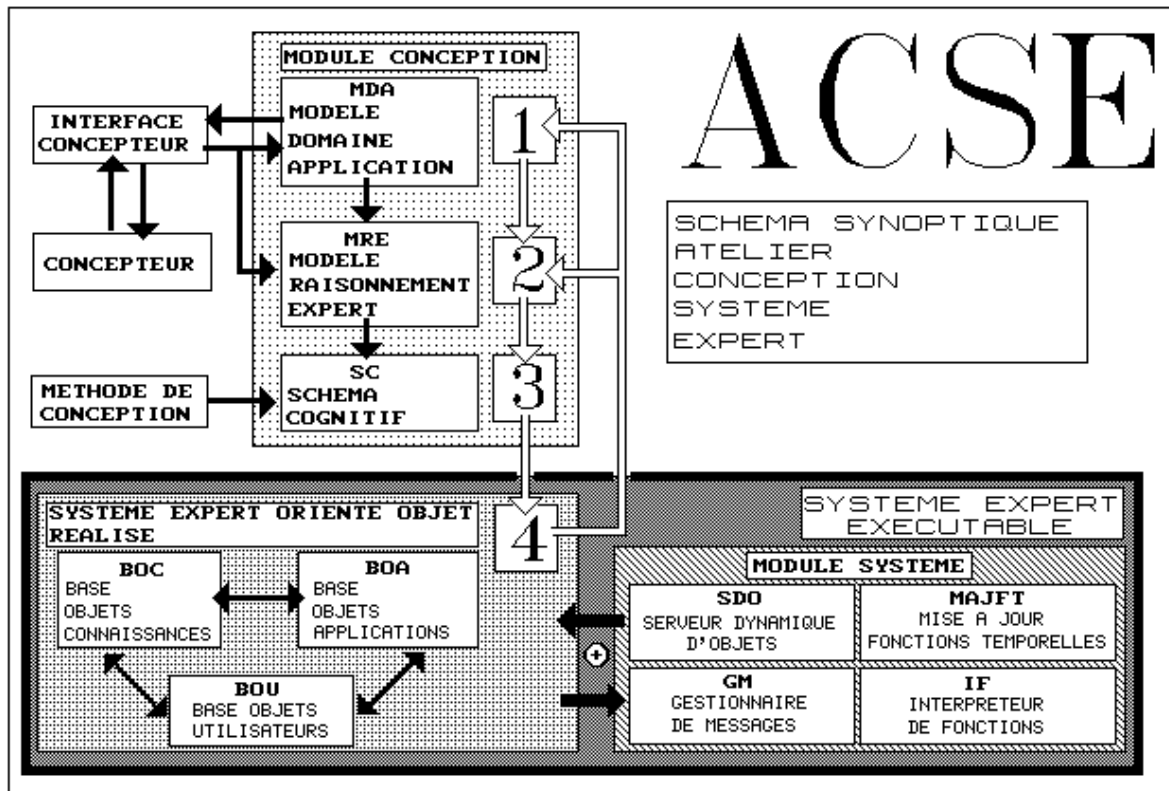 ACSE
SCHEMA SYNOPTIQUE
ATELIER
CONCEPTION
SYSTEME
EXPERT
MODULE CONCEPTION
MDA
MODELE
DOMAINE
APPLICATION
1
INTERFACE
CONCEPTEUR
CONCEPTEUR
MRE
MODELE
RAISONNEMENT
EXPERT
2
METHODE DE
CONCEPTION
SC
SCHEMA
COGNITIF
3
SYSTEME EXPERT ORIENTE OBJET
REALISE
4
BOC
BASE
OBJETS
CONNAISSANCES
BOA
BASE
OBJETS
APPLICATIONS
BOU
BASE OBJETS
UTILISATEURS
+
SYSTEME EXPERT
EXECUTABLE
MODULE SYSTEME
SDO
SERVEUR DYNAMIQUE
D'OBJETS
MAJFT
MISE A JOUR
FONCTIONS TEMPORELLES
GM
GESTIONNAIRE
DE MESSAGES
IF
INTERPRETEUR
DE FONCTIONS